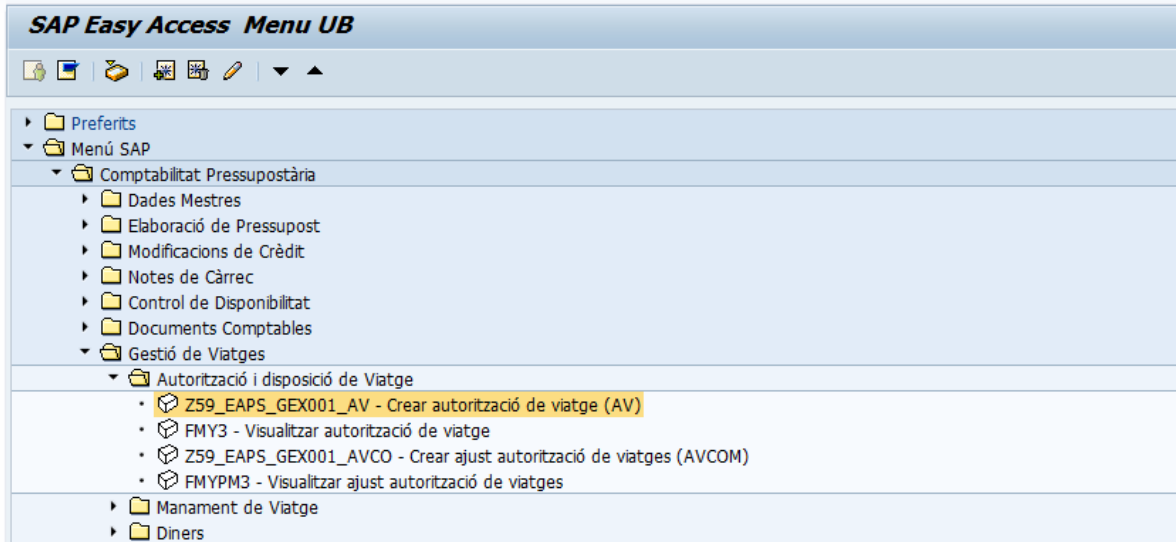 SAP Easy Access Menu UB
Preferits
Menú SAP
Comptabilitat Pressupostària
Dades Mestres
Elaboració de Pressupost
Modificacions de Crèdit
Notes de Càrrec
Control de Disponibilitat
Documents Comptables
Gestió de Viatges
Autorització i disposició de Viatge
Z59_EAPS_GEX001_AV - Crear autorització de viatge (AV)
FMY3 - Visualitzar autorització de viatge
Z59_EAPS_GEX001_AVCO - Crear ajust autorització de viatges (AVCOM)
FMYPM3 - Visualitzar ajust autorització de viatges
Manament de Viatge
Diners